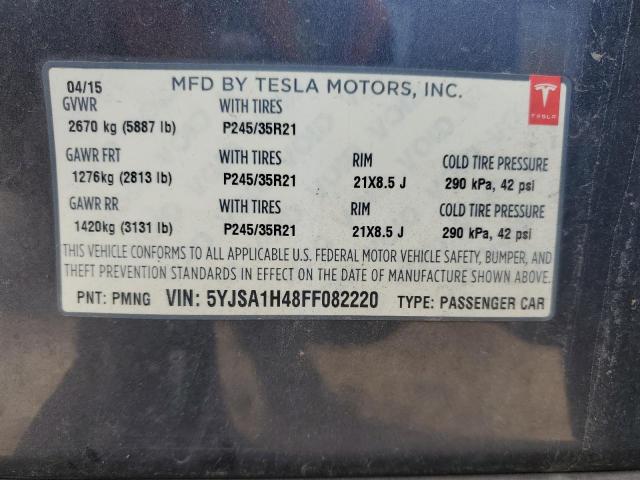 04/15 MFD BY TESLA MOTORS, INC.
TESLA
GVWR WITH TIRES
2670 kg (5887 lb) P245/35R21
GAWR FRT WITH TIRES RIM COLD TIRE PRESSURE
1276kg (2813 lb) P245/35R21 21X8.5 J 290 kPa, 42 psi
GAWR RR WITH TIRES RIM COLD TIRE PRESSURE
1420kg (3131 lb) P245/35R21 21X8.5 J 290 kPa, 42 psi
THIS VEHICLE CONFORMS TO ALL APPLICABLE U.S. FEDERAL MOTOR VEHICLE SAFETY, BUMPER, AND
THEFT PREVENTION STANDARDS IN EFFECT ON THE DATE OF MANUFACTURE SHOWN ABOVE.
PNT: PMNG VIN: 5YJSA1H48FF082220 TYPE: PASSENGER CAR